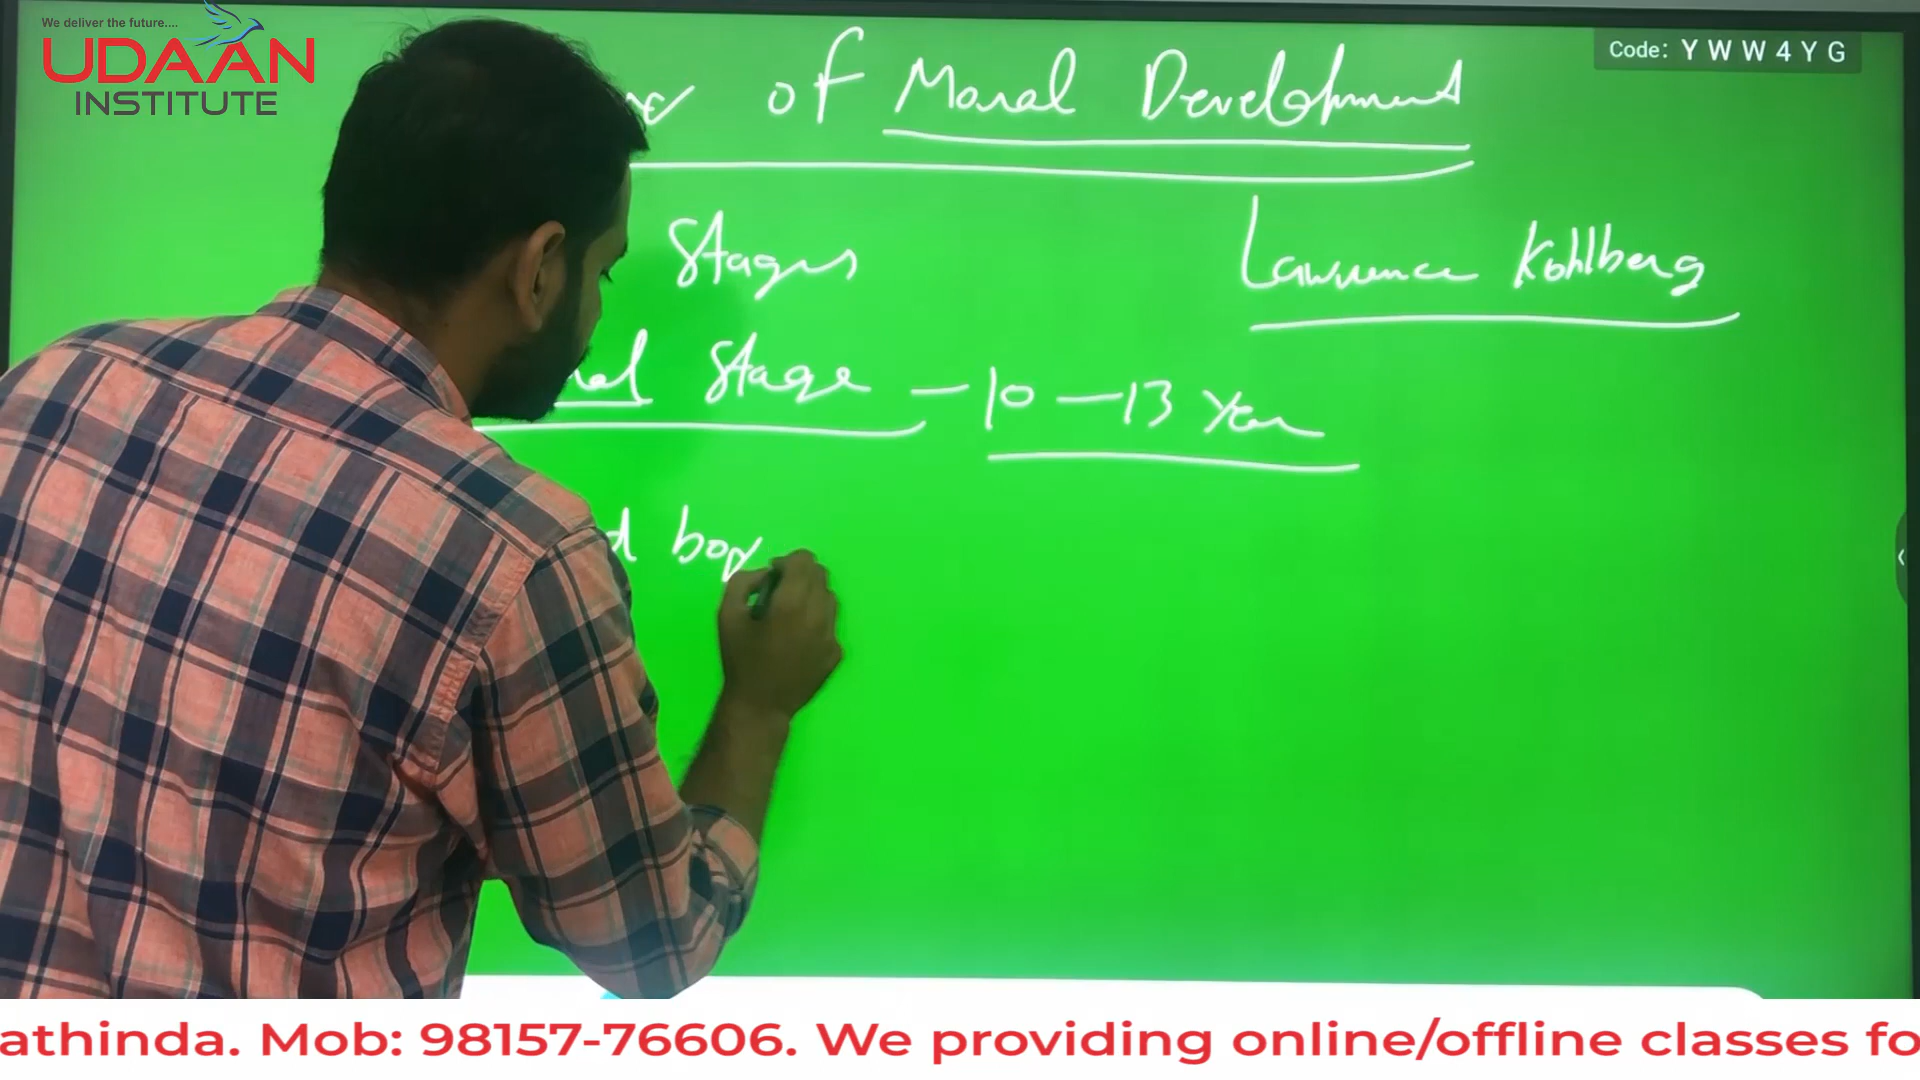 We deliver the future....
UDAAN
INSTITUTE
Code: YWW4YG
of Moral Development
Stages
Lawrence Kohlberg
Stage - 10 - 13 Year
boy
athinda. Mob: 98157-76606. We providing online/offline classes fo